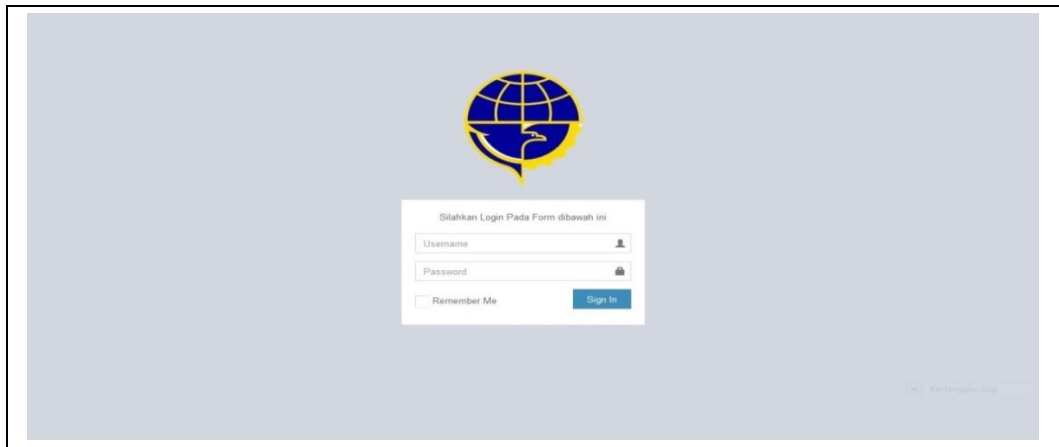 Silahkan Login Pada Form dibawah ini
Username
Password
Remember Me
Sign In